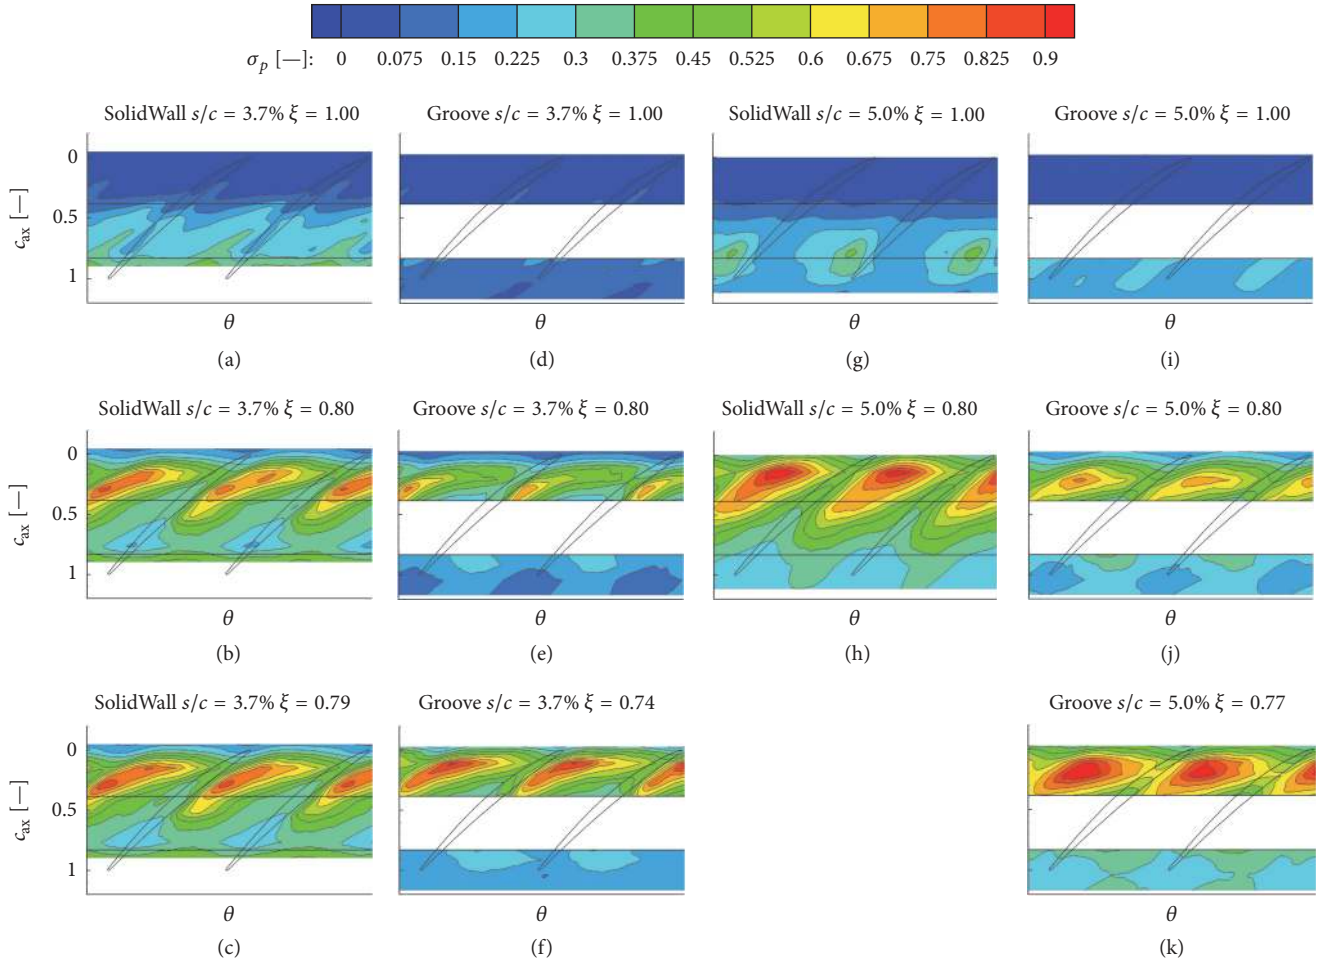 σp [—]: 0 0.075 0.15 0.225 0.3 0.375 0.45 0.525 0.6 0.675 0.75 0.825 0.9
SolidWall s/c = 3.7% ξ = 1.00
Groove s/c = 3.7% ξ = 1.00
SolidWall s/c = 5.0% ξ = 1.00
Groove s/c = 5.0% ξ = 1.00
0
0.5
1
cax [—]
θ
θ
θ
θ
(a)
(d)
(g)
(i)
SolidWall s/c = 3.7% ξ = 0.80
Groove s/c = 3.7% ξ = 0.80
SolidWall s/c = 5.0% ξ = 0.80
Groove s/c = 5.0% ξ = 0.80
0
0.5
1
cax [—]
θ
θ
θ
θ
(b)
(e)
(h)
(j)
SolidWall s/c = 3.7% ξ = 0.79
Groove s/c = 3.7% ξ = 0.74
Groove s/c = 5.0% ξ = 0.77
0
0.5
1
cax [—]
θ
θ
θ
(c)
(f)
(k)